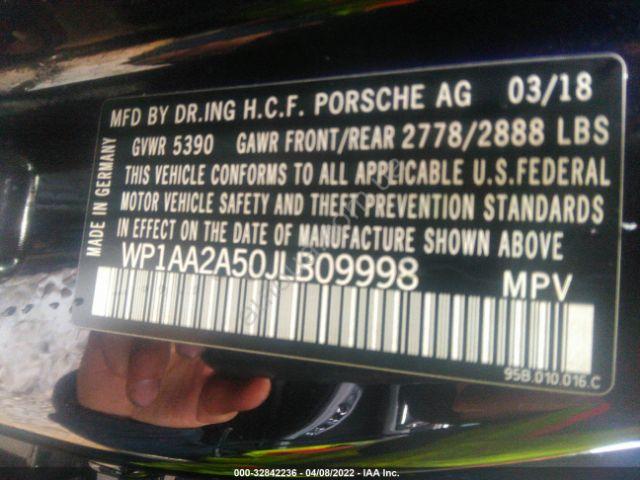 MFD BY DR.ING H.C.F. PORSCHE AG 03/18
GVWR 5390 GAWR FRONT/REAR 2778/2888 LBS
THIS VEHICLE CONFORMS TO ALL APPLICABLE U.S.FEDERAL
MOTOR VEHICLE SAFETY AND THEFT PREVENTION STANDARDS
IN EFFECT ON THE DATE OF MANUFACTURE SHOWN ABOVE
MADE IN GERMANY
WP1AA2A50JLB09998 MPV
95B.010.016.C
000-32842236 - 04/08/2022 - IAA Inc.